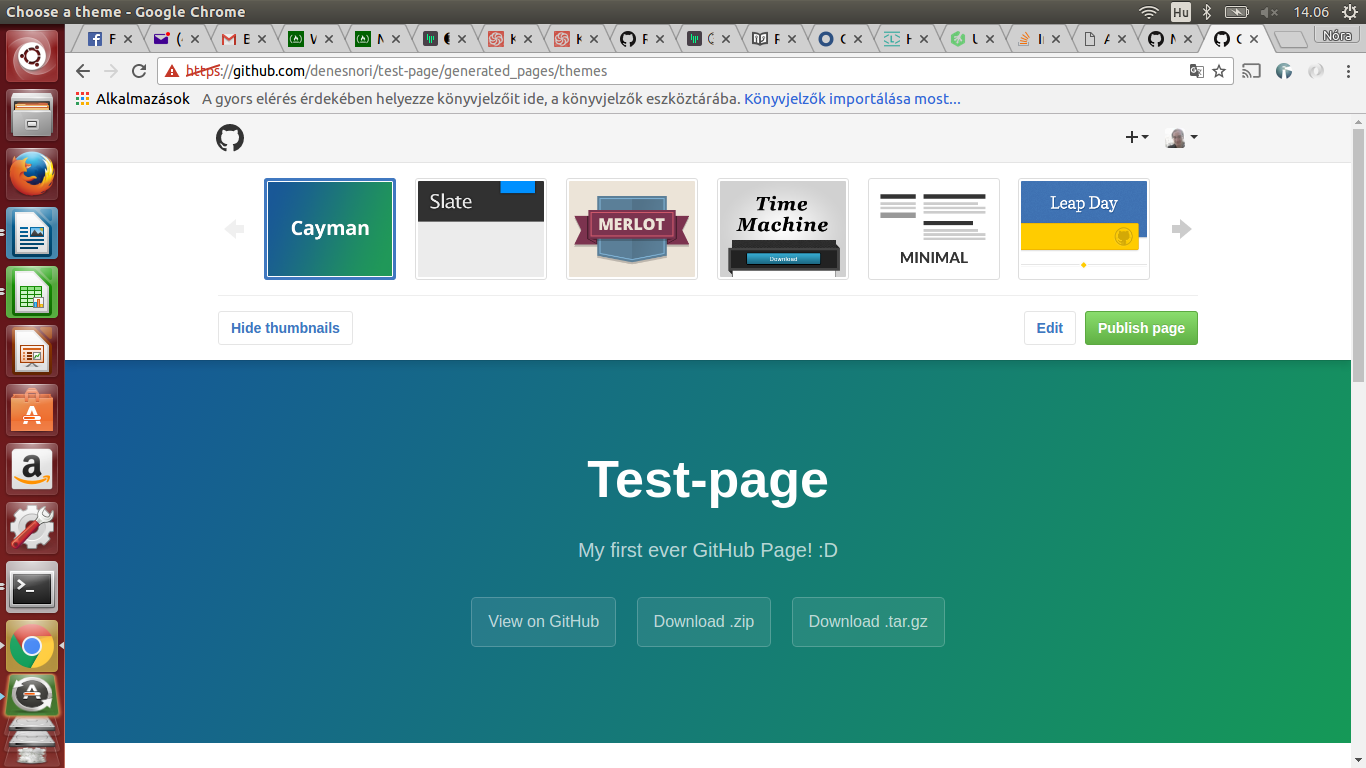 Choose a theme - Google Chrome
Hu
14.06
F
(
E
V
N
K
K
F
F
H
U
I
A
N
Nóra
https://github.com/denesnori/test-page/generated_pages/themes
Alkalmazások A gyors elérés érdekében helyezze könyvjelzőit ide, a könyvjelzők eszköztárába. Könyvjelzők importálása most...
Cayman
Slate
MERLOT
Time
Machine
Download
MINIMAL
Leap Day
Hide thumbnails
Edit
Publish page
Test-page
My first ever GitHub Page! :D
View on GitHub
Download .zip
Download .tar.gz